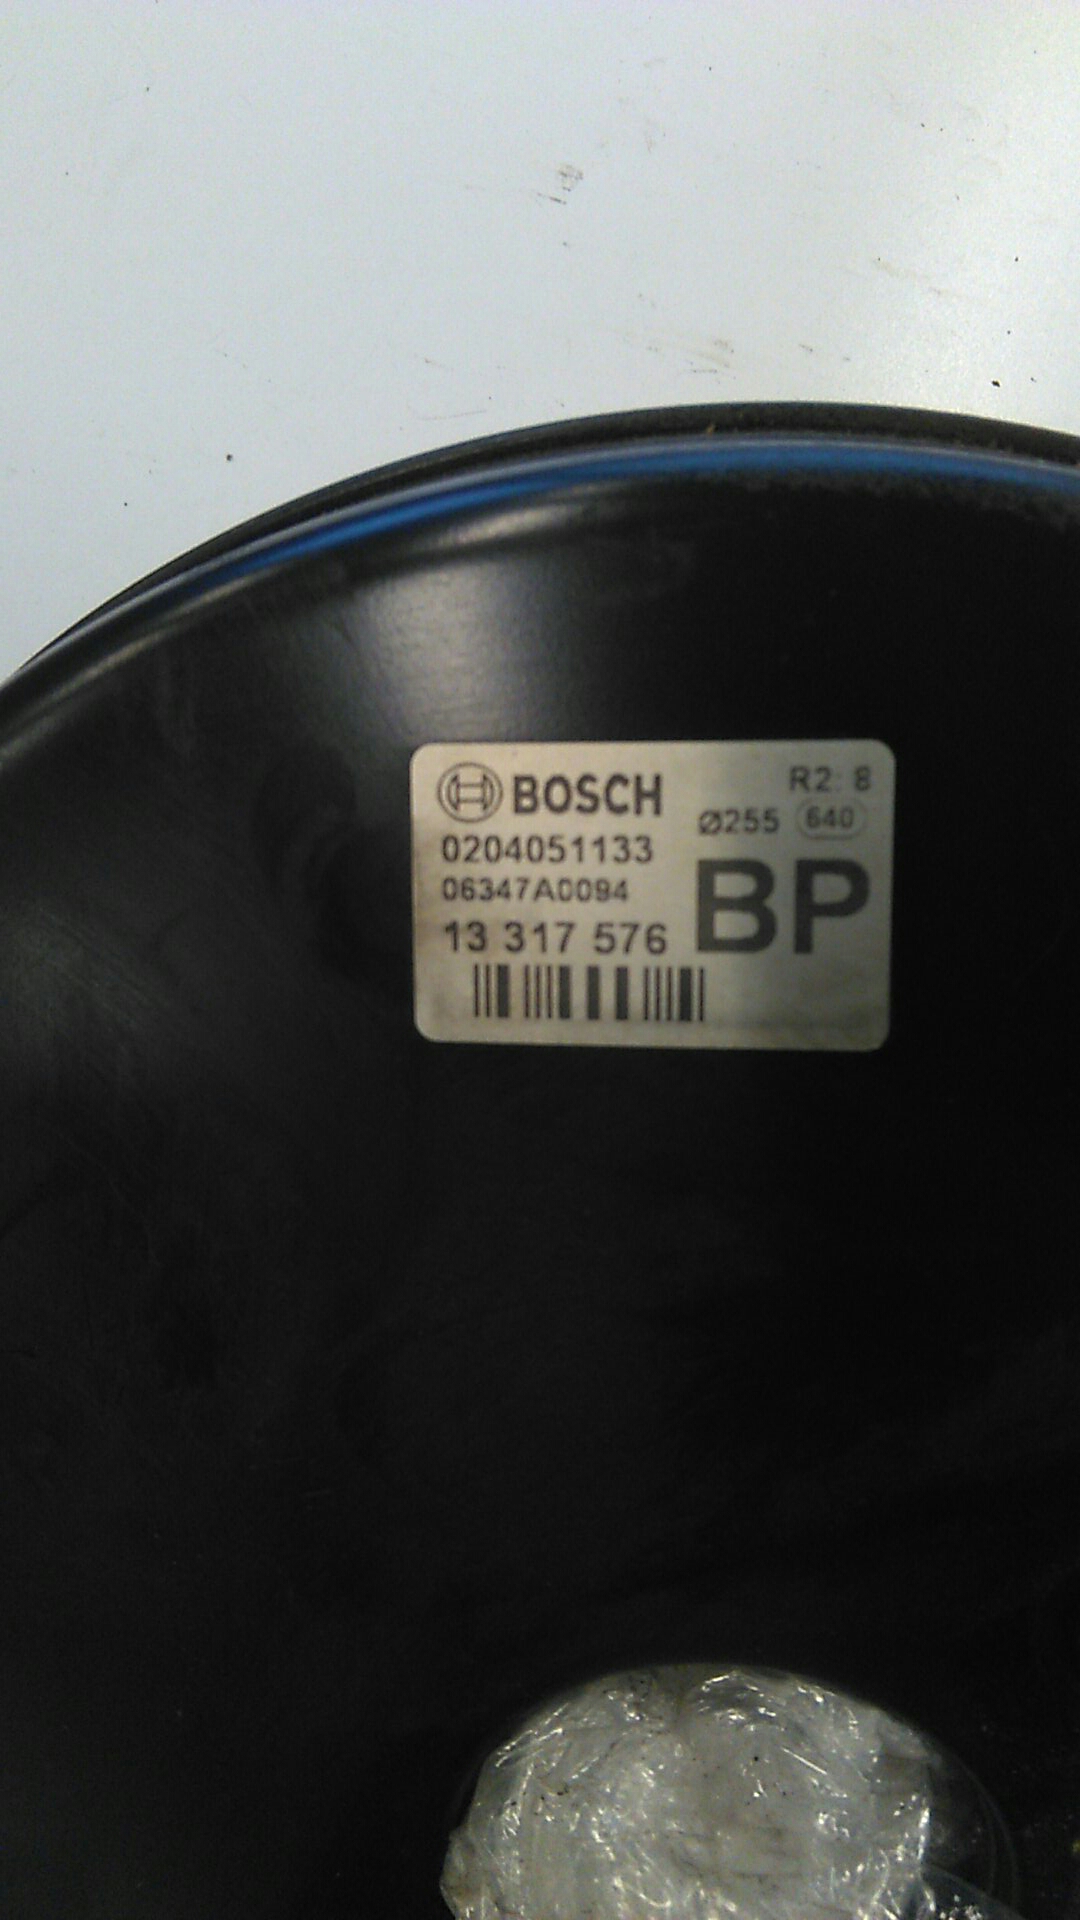 BOSCH
R2: 8
Ø255 640
0204051133
06347A0094
BP
13 317 576